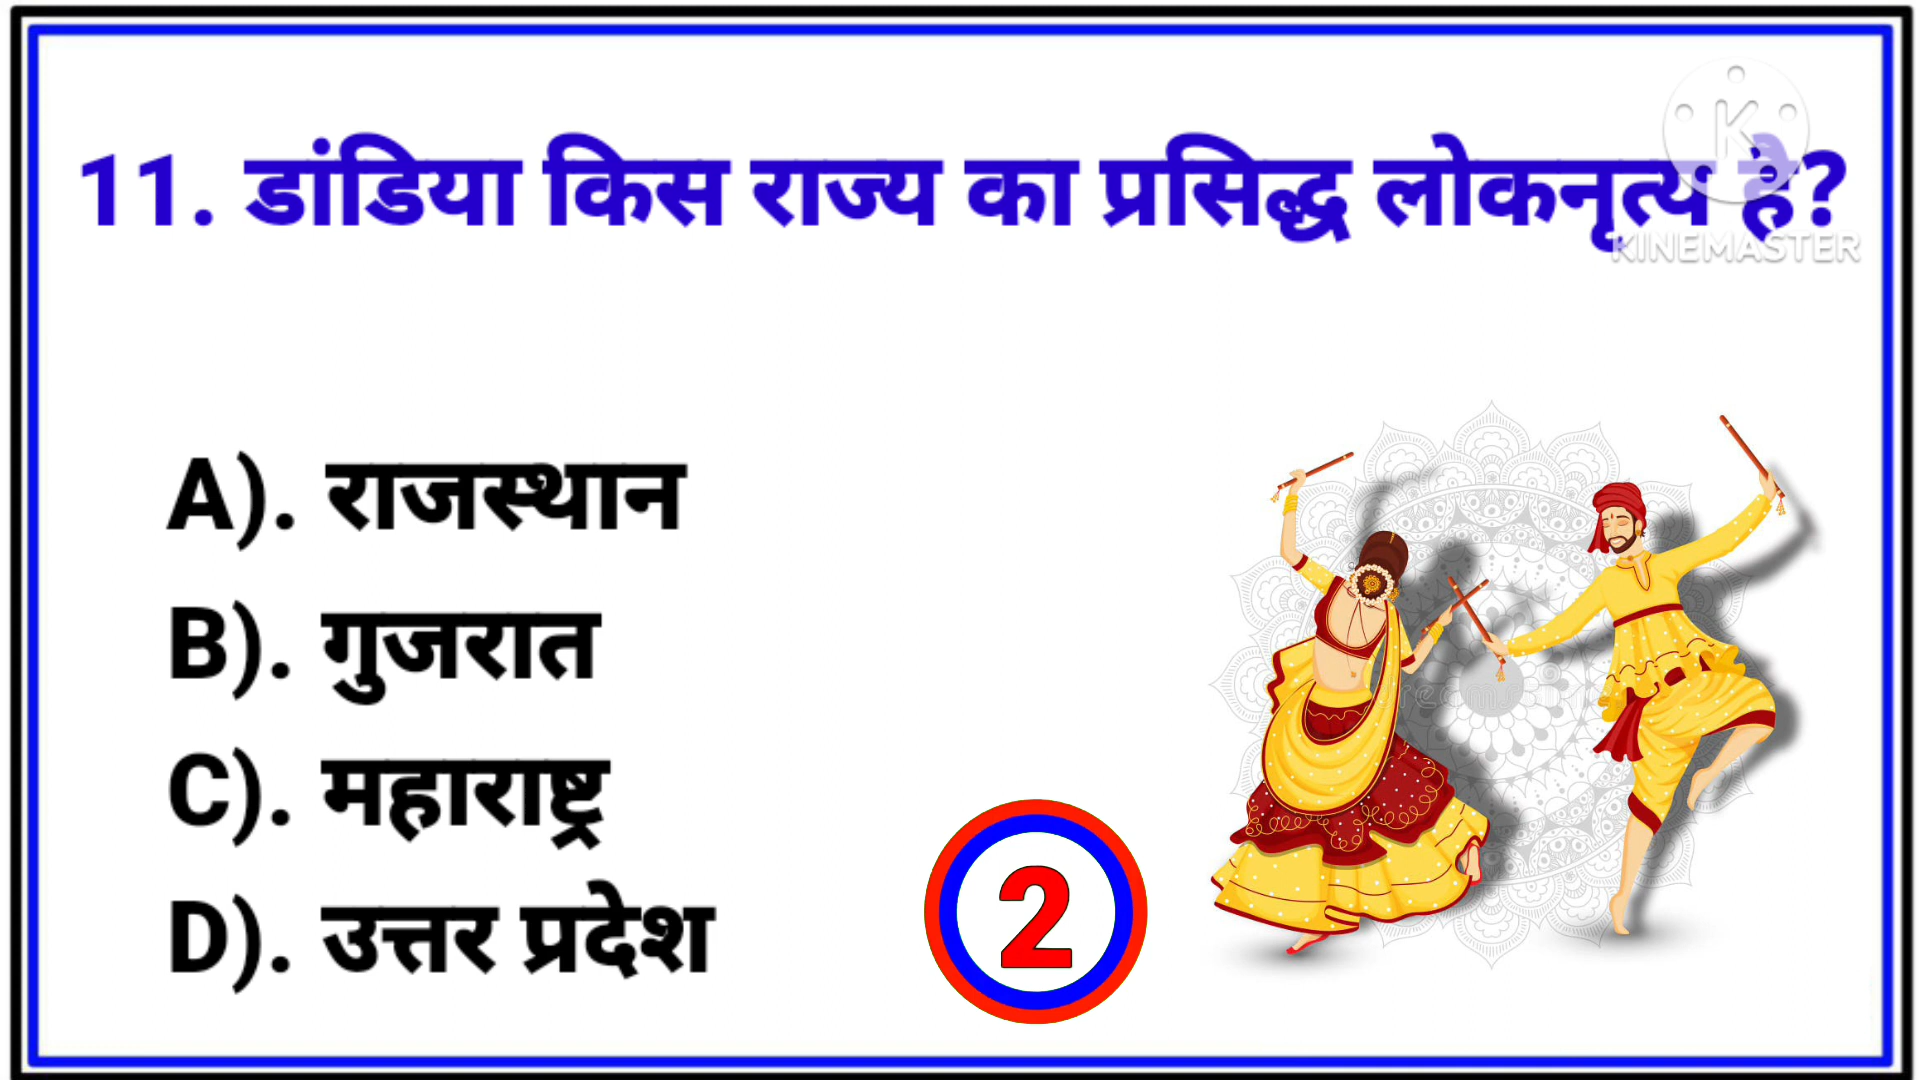 11. डांडिया किस राज्य का प्रसिद्ध लोकनृत्य है?
K
KINEMASTER
A). राजस्थान
B). गुजरात
C). महाराष्ट्र
D). उत्तर प्रदेश
2